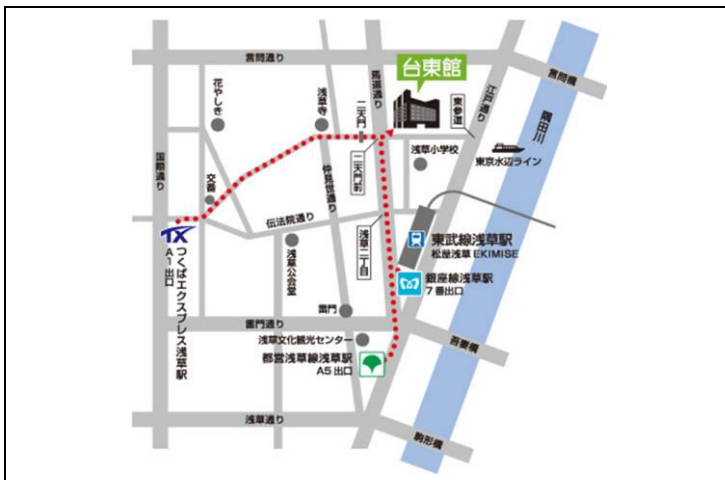 言問通り
台東館
花やしき
浅草寺
二天門
馬道通り
東参道
江戸通り
言問橋
隅田川
東京水辺ライン
浅草小学校
二天門前
国際通り
交番
仲見世通り
伝法院通り
浅草二丁目
TX
つくばエクスプレス浅草駅
A1出口
浅草公会堂
東武線浅草駅
松屋浅草 EKIMISE
銀座線浅草駅
7番出口
雷門
雷門通り
浅草文化観光センター
都営浅草線浅草駅
A5出口
吾妻橋
浅草通り
駒形橋